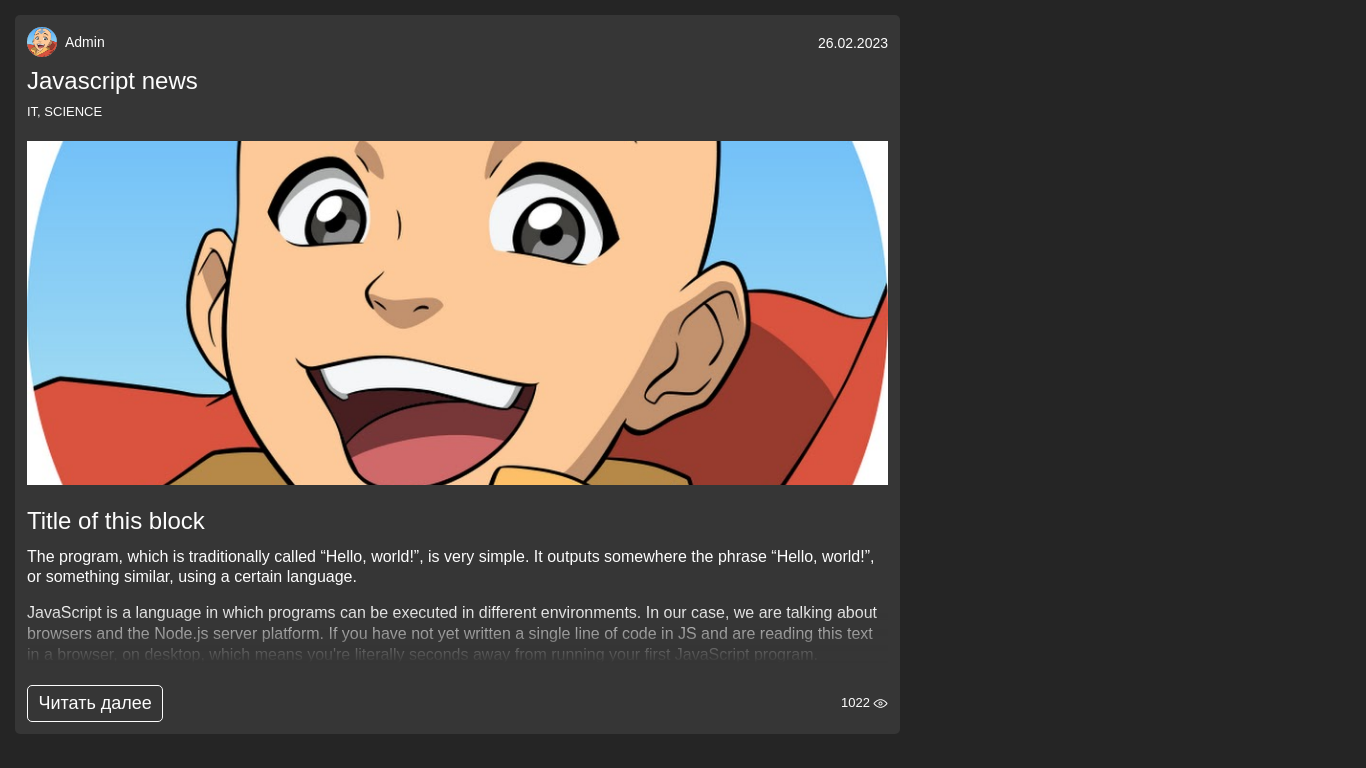 Admin
26.02.2023
Javascript news
IT, SCIENCE
Title of this block
The program, which is traditionally called “Hello, world!”, is very simple. It outputs somewhere the phrase “Hello, world!”,
or something similar, using a certain language.
JavaScript is a language in which programs can be executed in different environments. In our case, we are talking about
browsers and the Node.js server platform. If you have not yet written a single line of code in JS and are reading this text
in a browser, on desktop, which means you're literally seconds away from running your first JavaScript program.
Читать далее
1022